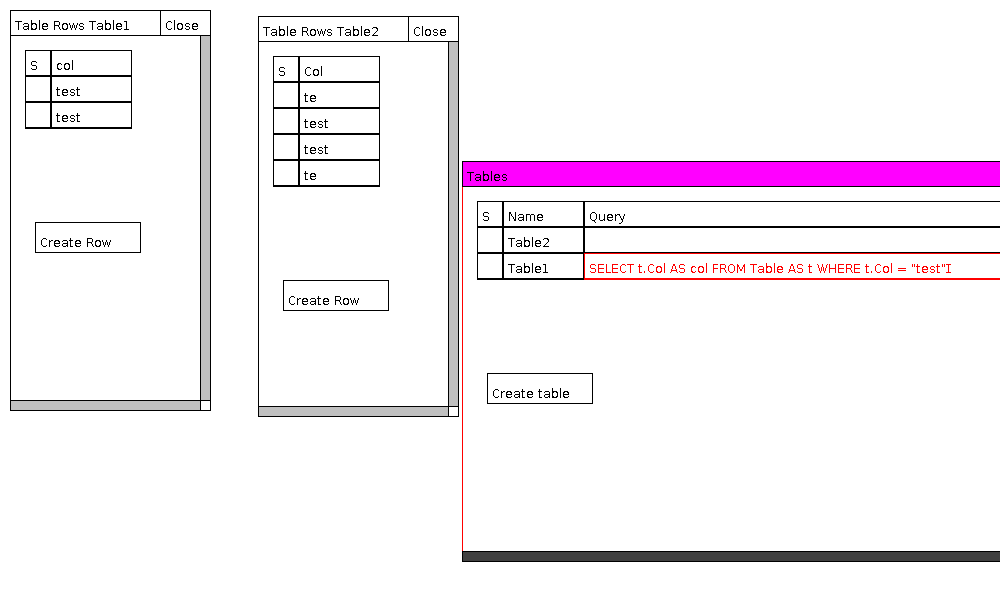 Table Rows Table1 Close
S col
test
test
Create Row
Table Rows Table2 Close
S Col
te
test
test
te
Create Row
Tables
S Name Query
Table2
Table1 SELECT t.Col AS col FROM Table AS t WHERE t.Col = "test"I
Create table